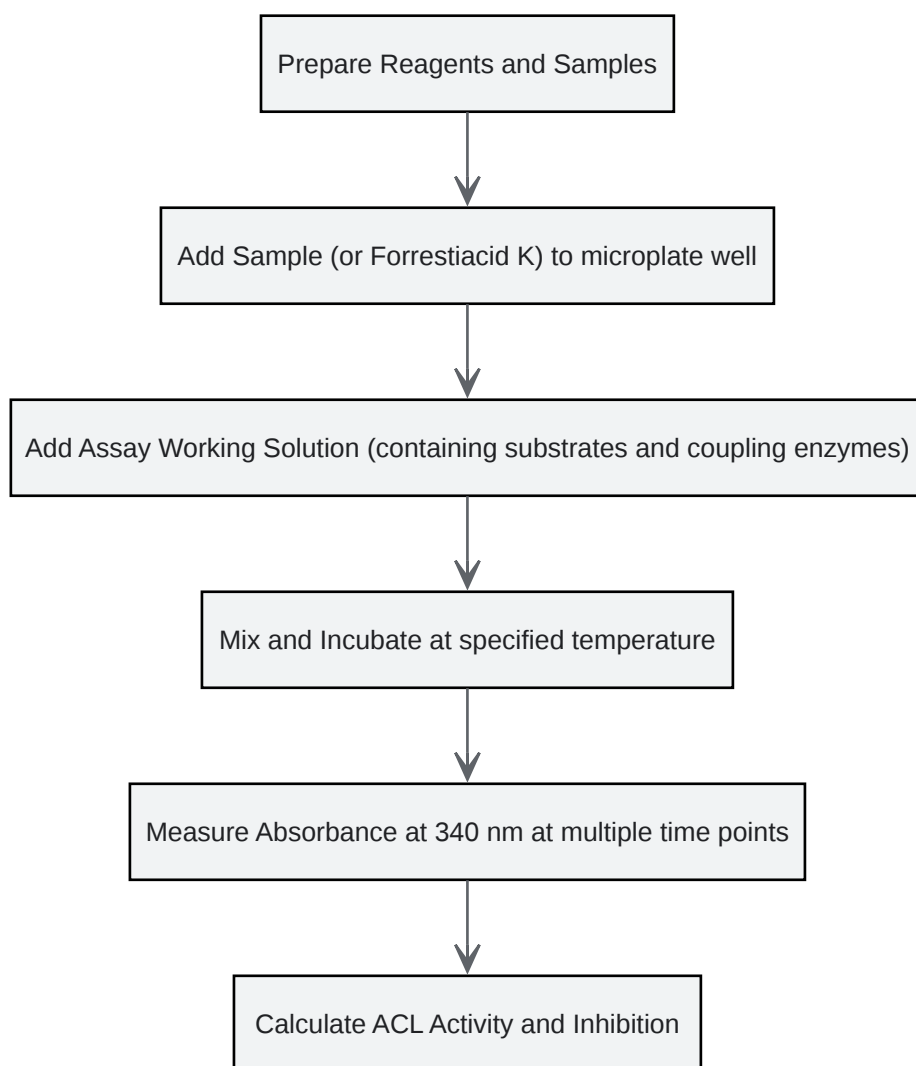 Prepare Reagents and Samples
Add Sample (or Forrestiacid K) to microplate well
Add Assay Working Solution (containing substrates and coupling enzymes)
Mix and Incubate at specified temperature
Measure Absorbance at 340 nm at multiple time points
Calculate ACL Activity and Inhibition